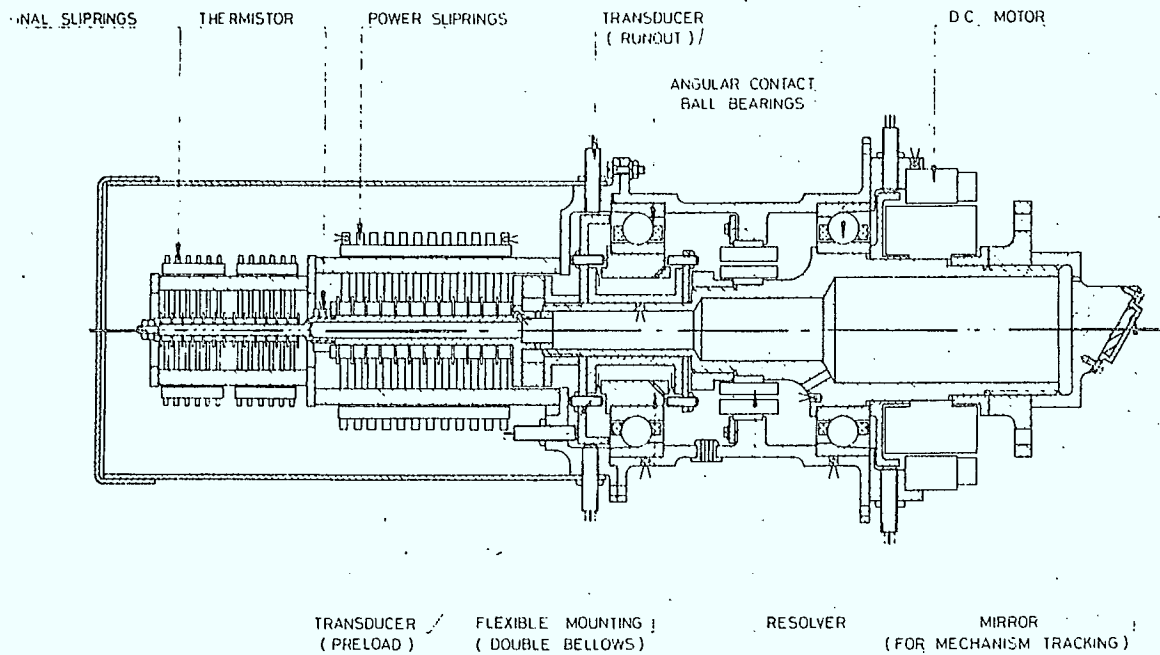 SLIPRINGS
THERMISTOR
POWER SLIPRINGS
TRANSDUCER
( RUNOUT )
D C MOTOR
ANGULAR CONTACT
BALL BEARINGS
TRANSDUCER
( PRELOAD )
FLEXIBLE MOUNTING
( DOUBLE BELLOWS )
RESOLVER
MIRROR
( FOR MECHANISM TRACKING )